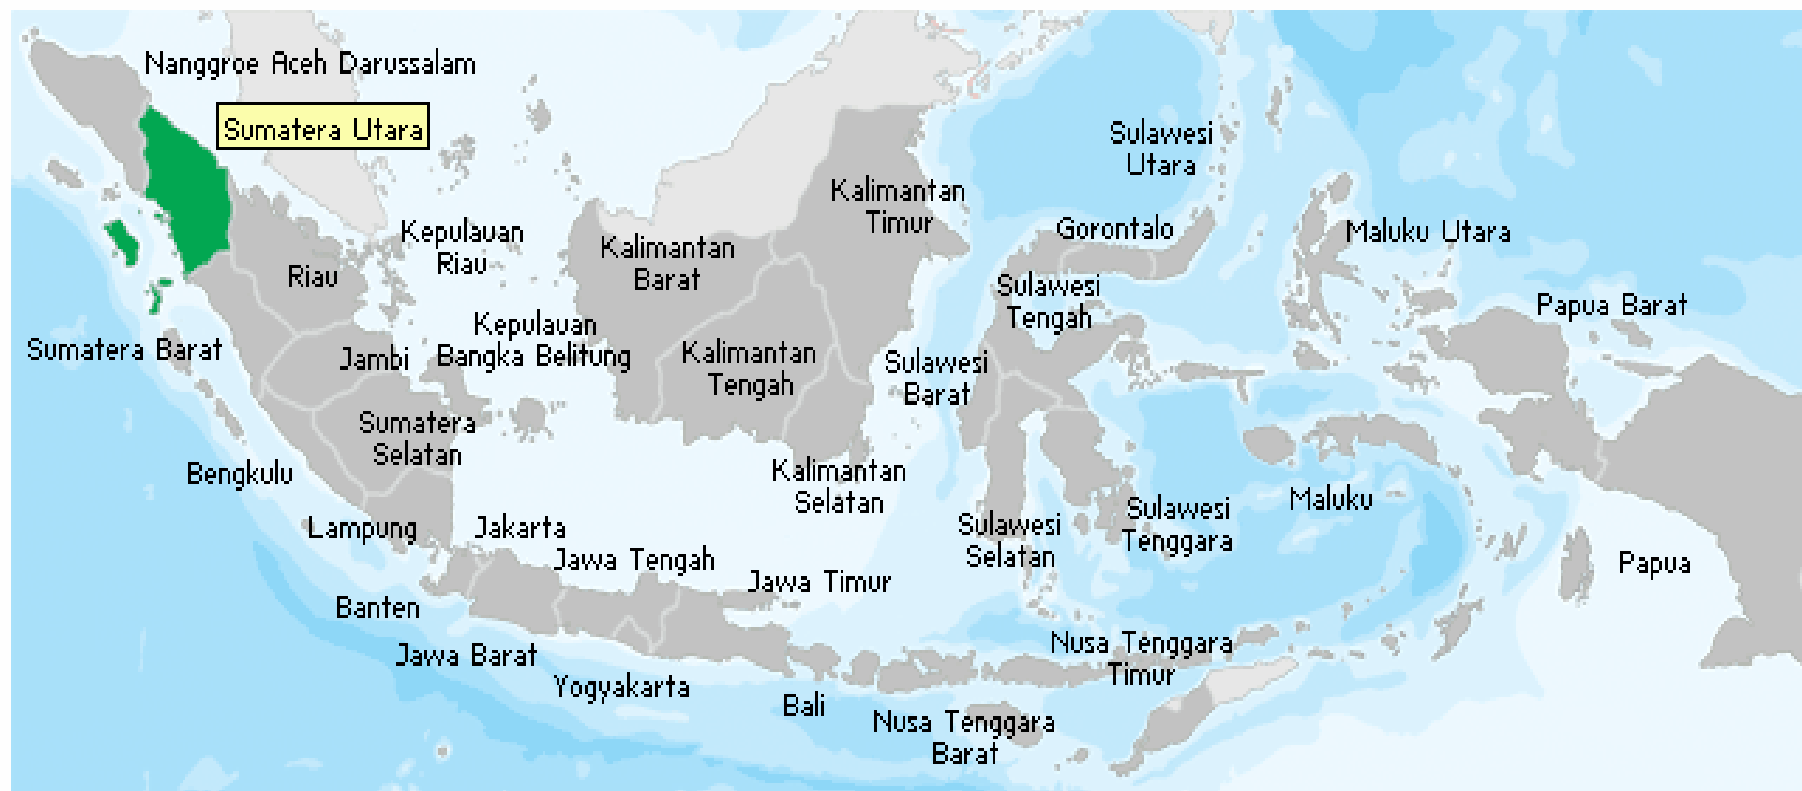 Nanggroe Aceh Darussalam
Sumatera Utara
Sulawesi
Utara
Kalimantan
Timur
Kepulauan
Riau
Kalimantan
Barat
Gorontalo
Maluku Utara
Riau
Sulawesi
Tengah
Papua Barat
Sumatera Barat
Kepulauan
Bangka Belitung
Jambi
Kalimantan
Tengah
Sulawesi
Barat
Sumatera
Selatan
Bengkulu
Kalimantan
Selatan
Maluku
Lampung
Jakarta
Sulawesi
Selatan
Sulawesi
Tenggara
Jawa Tengah
Jawa Timur
Papua
Banten
Jawa Barat
Nusa Tenggara
Timur
Yogyakarta
Bali
Nusa Tenggara
Barat